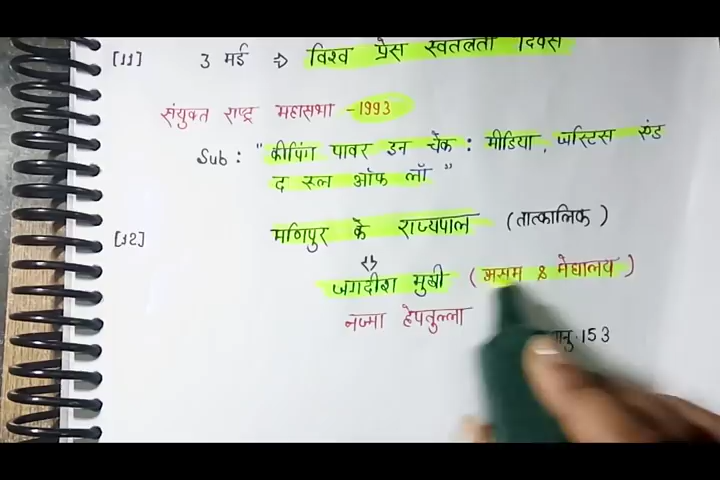 [11] 3 मई ⇒ विश्व प्रेस स्वतत्रता दिवस
संयुक्त राष्ट्र महासभा - 1993
Sub : " कीपिंग पावर इन चेक : मीडिया, जस्टिस एंड
द रूल ऑफ लॉ "
[12] मणिपुर के राज्यपाल (तात्कालिक)
जगदीश मुखी ( असम & मेघालय )
नज्मा हेपतुल्ला
153